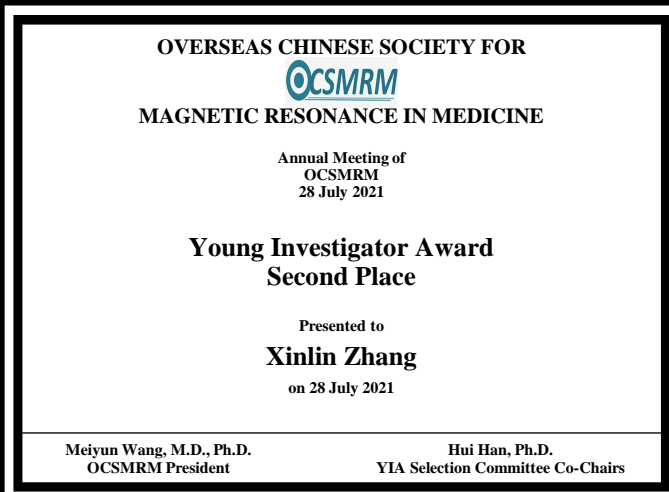 OVERSEAS CHINESE SOCIETY FOR
OCSMRM
MAGNETIC RESONANCE IN MEDICINE
Annual Meeting of
OCSMRM
28 July 2021
Young Investigator Award
Second Place
Presented to
Xinlin Zhang
on 28 July 2021
Meiyun Wang, M.D., Ph.D.
OCSMRM President
Hui Han, Ph.D.
YIA Selection Committee Co-Chairs